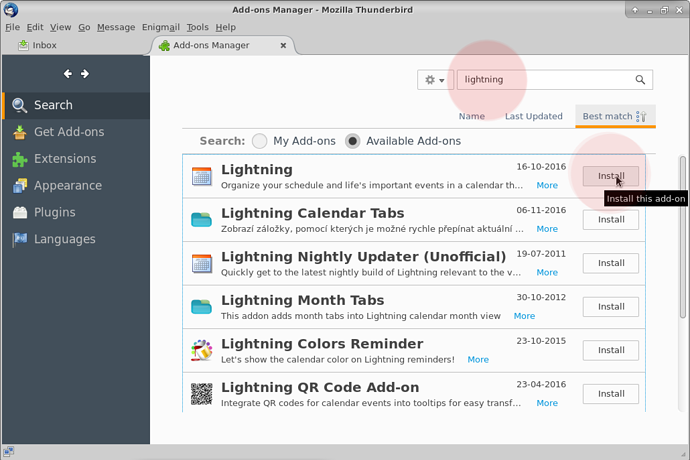 Add-ons Manager - Mozilla Thunderbird
File Edit View Go Message Enigmail Tools Help
Inbox
Add-ons Manager
lightning
Name Last Updated Best match
Search: My Add-ons Available Add-ons
Search
Get Add-ons
Extensions
Appearance
Plugins
Languages
Lightning 16-10-2016 Install
Organize your schedule and life's important events in a calendar th... More
Install this add-on
Lightning Calendar Tabs 06-11-2016 Install
Zobrazí záložky, pomocí kterých je možné rychle přepínat aktuální ... More
Lightning Nightly Updater (Unofficial) 19-07-2011 Install
Quickly get to the latest nightly build of Lightning relevant to the v... More
Lightning Month Tabs 30-10-2012 Install
This addon adds month tabs into Lightning calendar month view More
Lightning Colors Reminder 23-10-2015 Install
Let's show the calendar color on Lightning reminders! More
Lightning QR Code Add-on 23-04-2016 Install
Integrate QR codes for calendar events into tooltips for easy transf... More